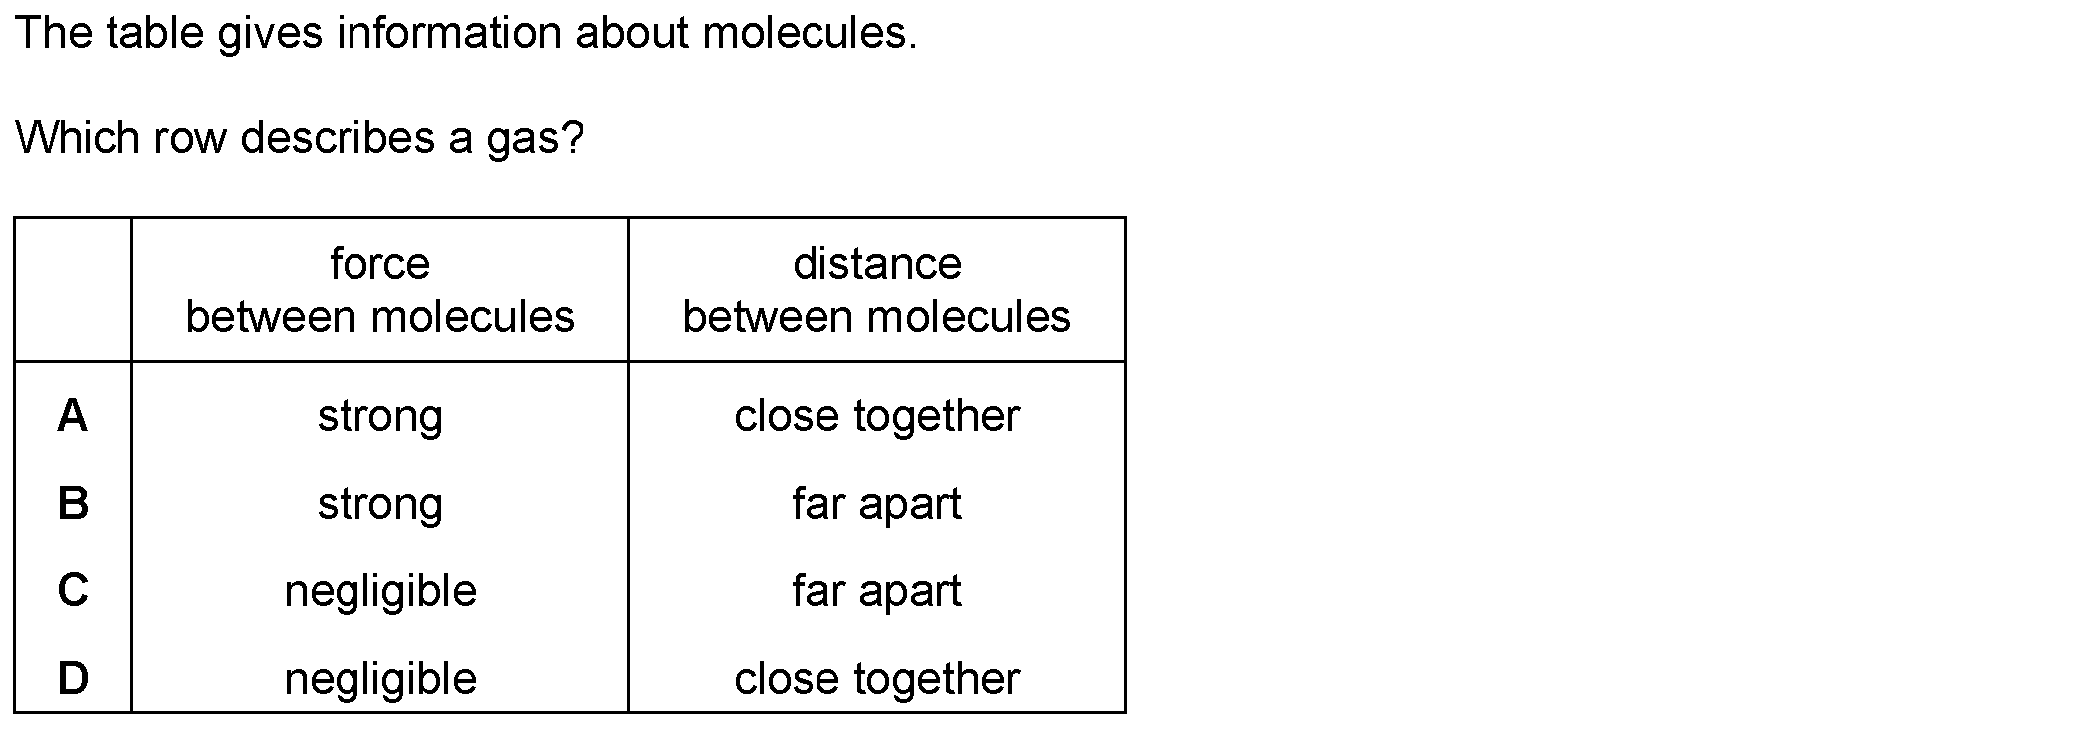 The table gives information about molecules.
Which row describes a gas?
force between molecules distance between molecules
A strong close together
B strong far apart
C negligible far apart
D negligible close together